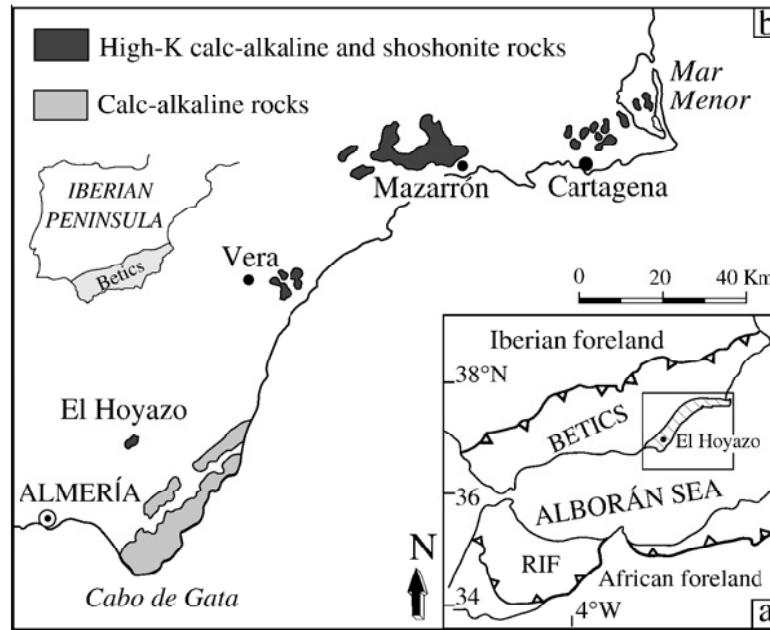 b
High-K calc-alkaline and shoshonite rocks
Calc-alkaline rocks
Mar
Menor
IBERIAN
PENINSULA
Betics
Mazarrón
Cartagena
Vera
0 20 40 Km
El Hoyazo
ALMERÍA
Cabo de Gata
N
Iberian foreland
38°N
BETICS
El Hoyazo
36
ALBORÁN SEA
RIF
African foreland
34
4°W
a